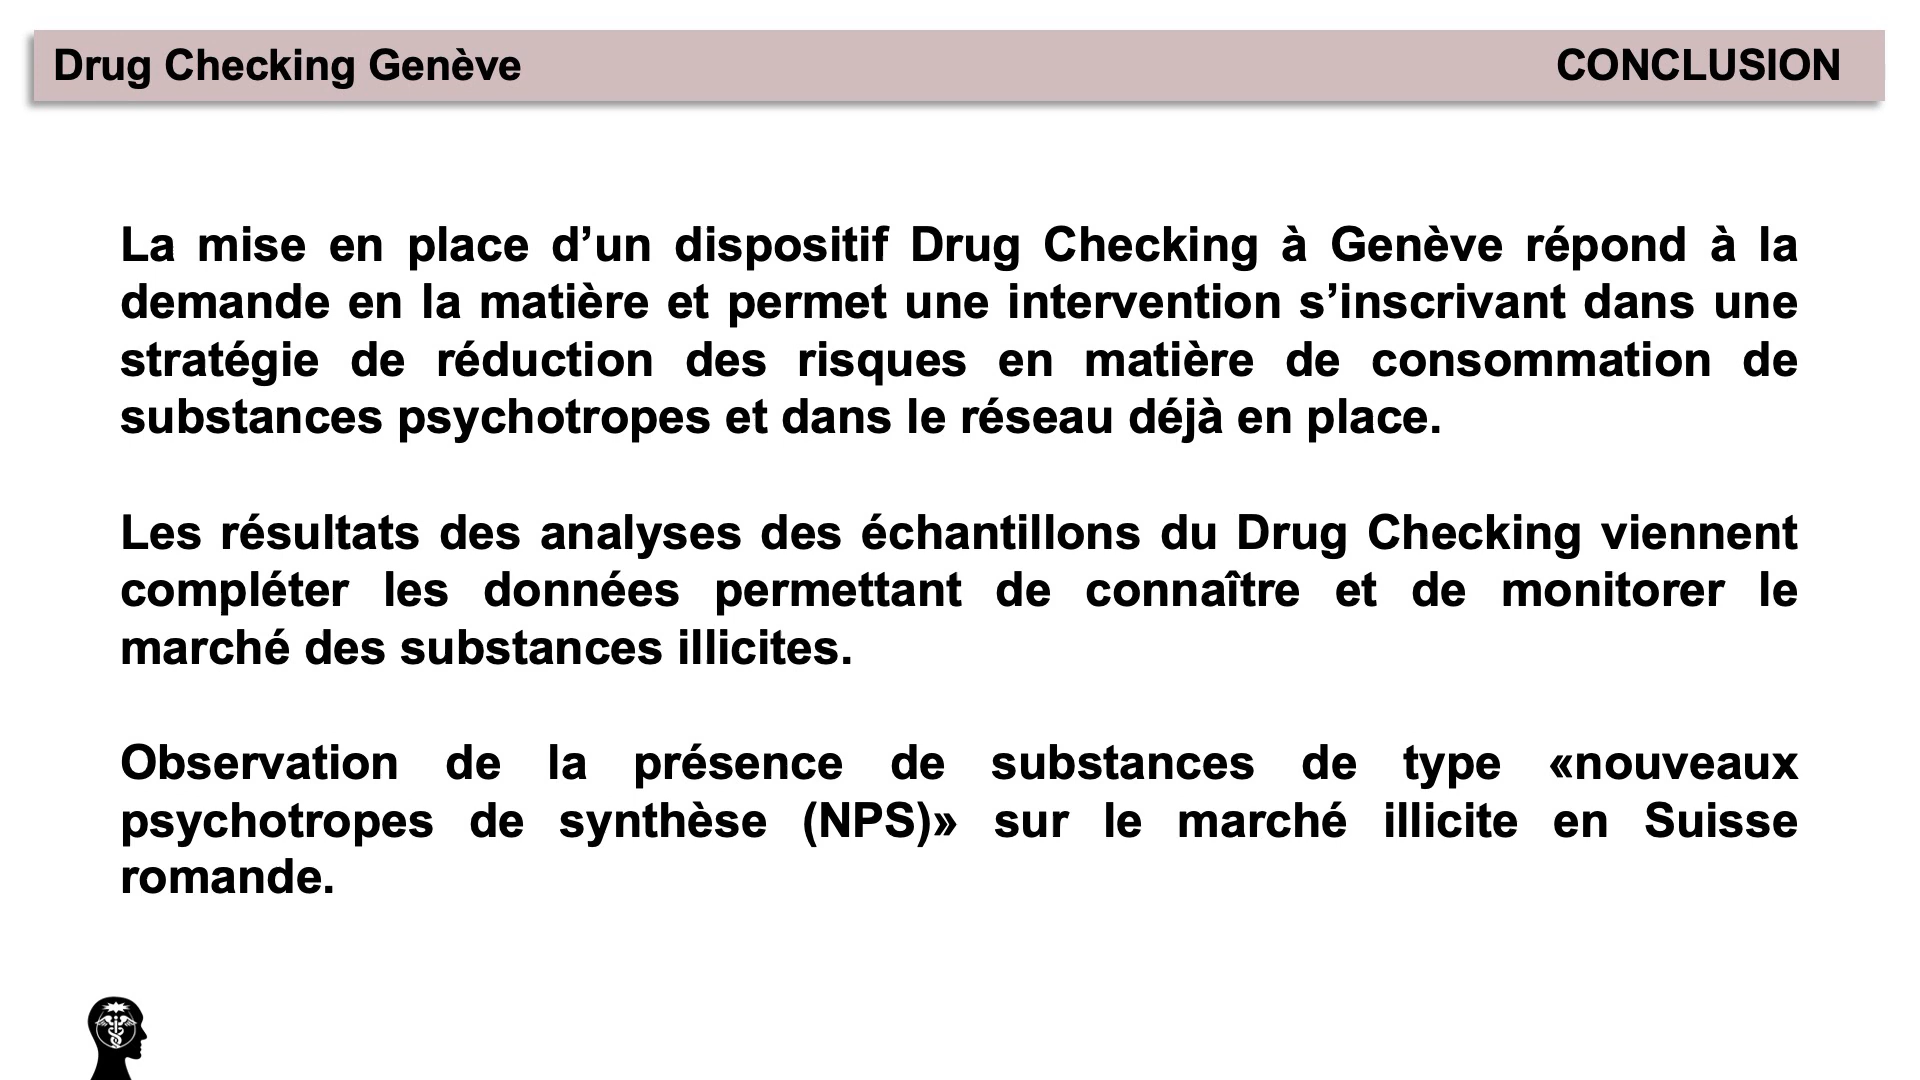 Drug Checking Genève CONCLUSION
La mise en place d’un dispositif Drug Checking à Genève répond à la
demande en la matière et permet une intervention s’inscrivant dans une
stratégie de réduction des risques en matière de consommation de
substances psychotropes et dans le réseau déjà en place.
Les résultats des analyses des échantillons du Drug Checking viennent
compléter les données permettant de connaître et de monitorer le
marché des substances illicites.
Observation de la présence de substances de type «nouveaux
psychotropes de synthèse (NPS)» sur le marché illicite en Suisse
romande.